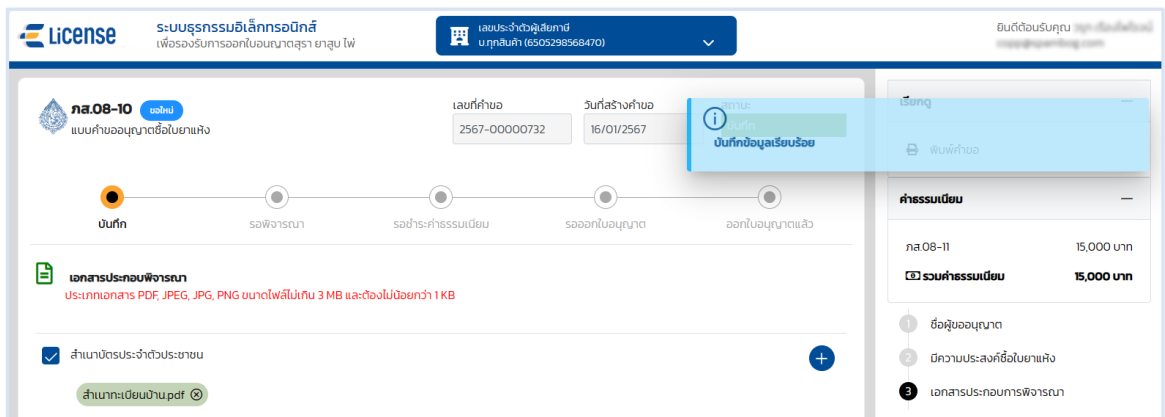 License
ระบบธุรกรรมอิเล็กทรอนิกส์
เพื่อรองรับการออกใบอนุญาตสุรา ยาสูบ ไพ่
เลขประจำตัวผู้เสียภาษี
บ.ทุกสินค้า (6505298568470)
ยินดีต้อนรับคุณ
ภส.08-10 ขอใหม่
แบบคำขออนุญาตซื้อใบยาแห้ง
เลขที่คำขอ
2567-00000732
วันที่สร้างคำขอ
16/01/2567
สถานะ
บันทึก
บันทึกข้อมูลเรียบร้อย
บันทึก
รอพิจารณา
รอชำระค่าธรรมเนียม
รอออกใบอนุญาต
ออกใบอนุญาตแล้ว
เอกสารประกอบพิจารณา
ประเภทเอกสาร PDF, JPEG, JPG, PNG ขนาดไฟล์ไม่เกิน 3 MB และต้องไม่น้อยกว่า 1 KB
สำเนาบัตรประจำตัวประชาชน
สำเนาทะเบียนบ้าน.pdf
เรียกดู
พิมพ์คำขอ
ค่าธรรมเนียม
ภส.08-11 15,000 บาท
รวมค่าธรรมเนียม 15,000 บาท
1 ชื่อผู้ขออนุญาต
2 มีความประสงค์ซื้อใบยาแห้ง
3 เอกสารประกอบการพิจารณา